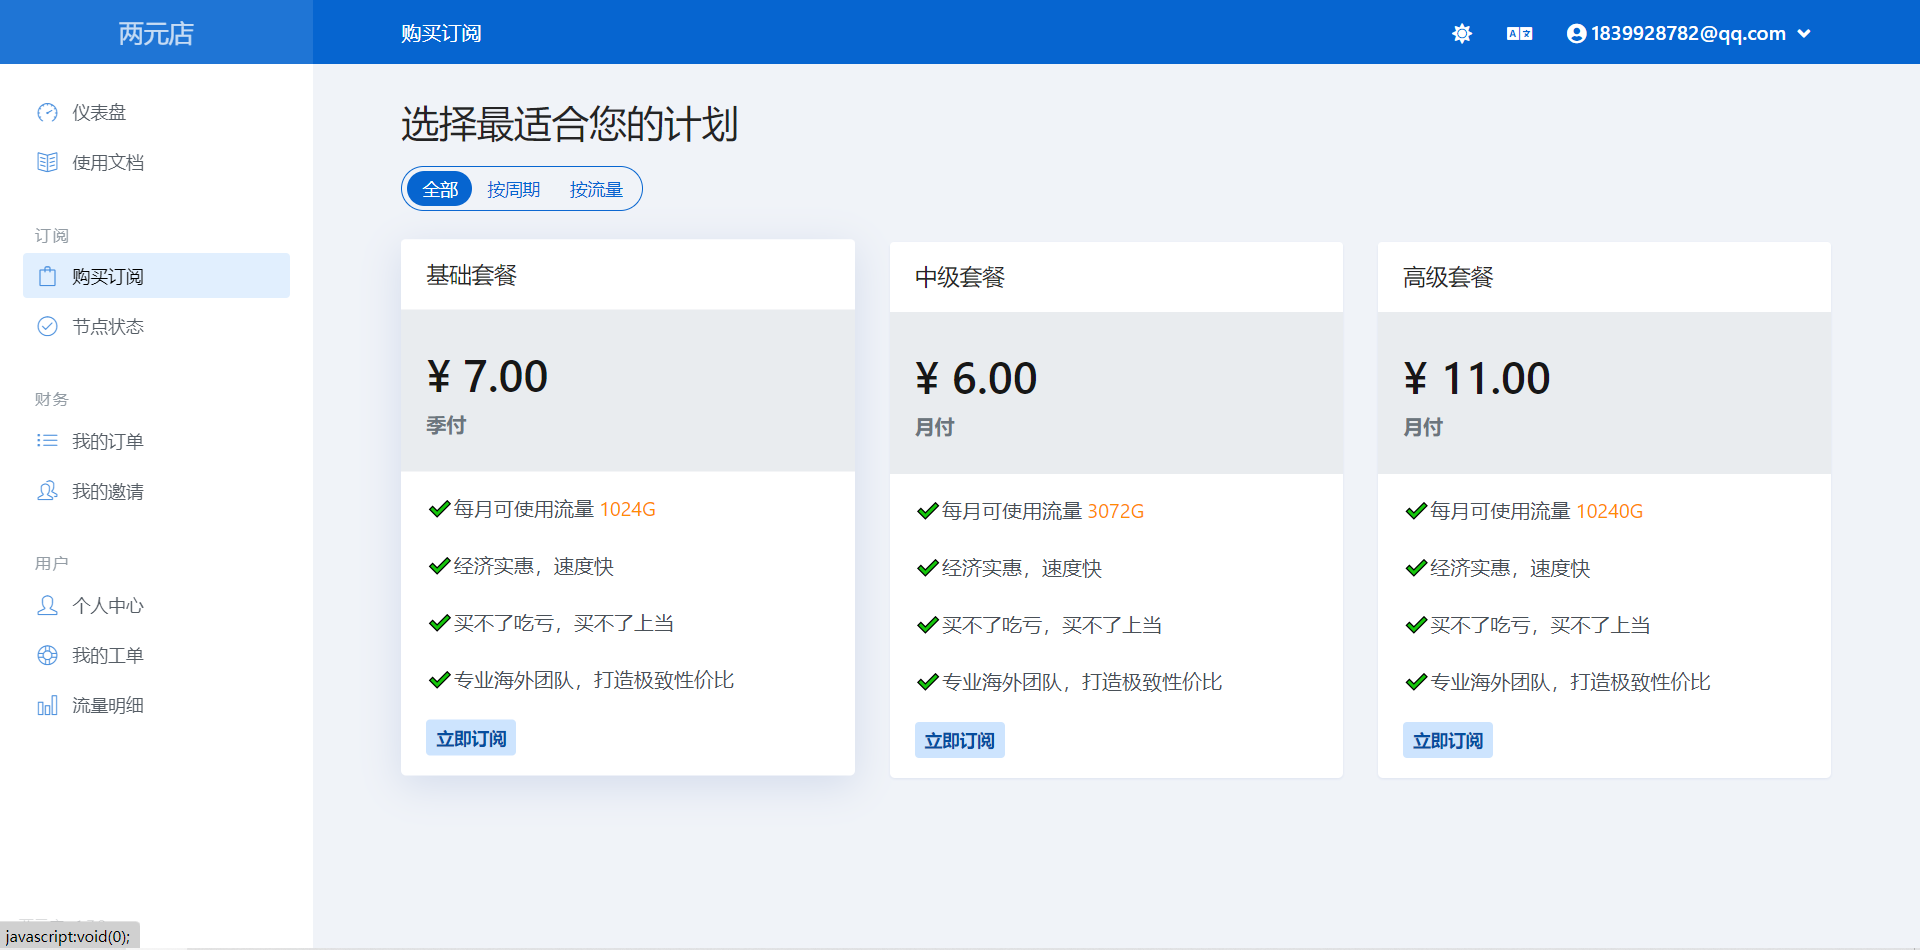 两元店
购买订阅
1839928782@qq.com
仪表盘
使用文档
订阅
购买订阅
节点状态
财务
我的订单
我的邀请
用户
个人中心
我的工单
流量明细
javascript:void(0);
选择最适合您的计划
全部 按周期 按流量
基础套餐
¥ 7.00
季付
每月可使用流量 1024G
经济实惠，速度快
买不了吃亏，买不了上当
专业海外团队，打造极致性价比
立即订阅
中级套餐
¥ 6.00
月付
每月可使用流量 3072G
经济实惠，速度快
买不了吃亏，买不了上当
专业海外团队，打造极致性价比
立即订阅
高级套餐
¥ 11.00
月付
每月可使用流量 10240G
经济实惠，速度快
买不了吃亏，买不了上当
专业海外团队，打造极致性价比
立即订阅